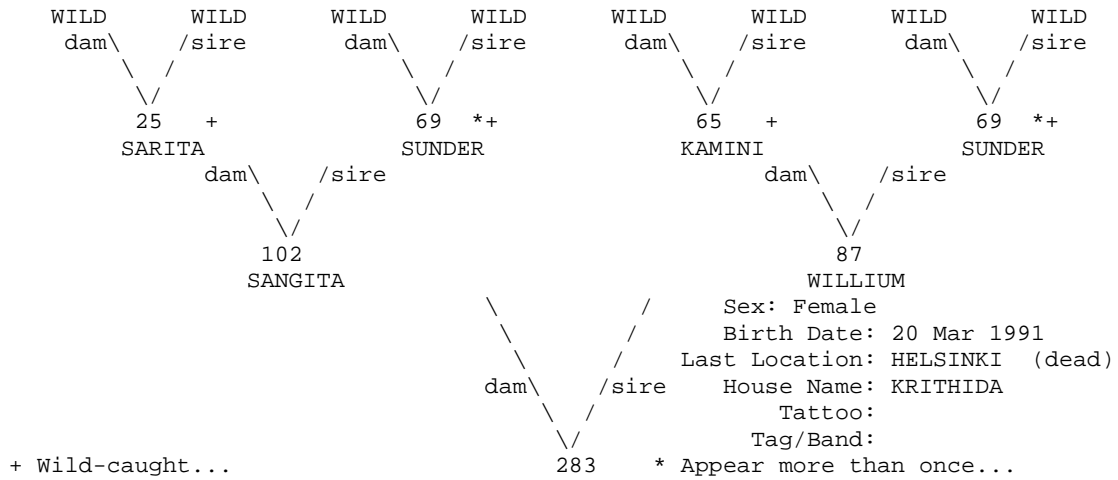 WILD WILD WILD WILD WILD WILD WILD WILD
dam\ /sire dam\ /sire dam\ /sire dam\ /sire
\ / \ / \ / \ /
\/ \/ \/ \/
25 + 69 *+ 65 + 69 *+
SARITA SUNDER KAMINI SUNDER
dam\ /sire dam\ /sire
\ / \ /
\/ \/
102 87
SANGITA WILLIUM
\ / Sex: Female
\ / Birth Date: 20 Mar 1991
\ / Last Location: HELSINKI (dead)
dam\ /sire House Name: KRITHIDA
\ / Tattoo:
\/ Tag/Band:
+ Wild-caught... 283 * Appear more than once...